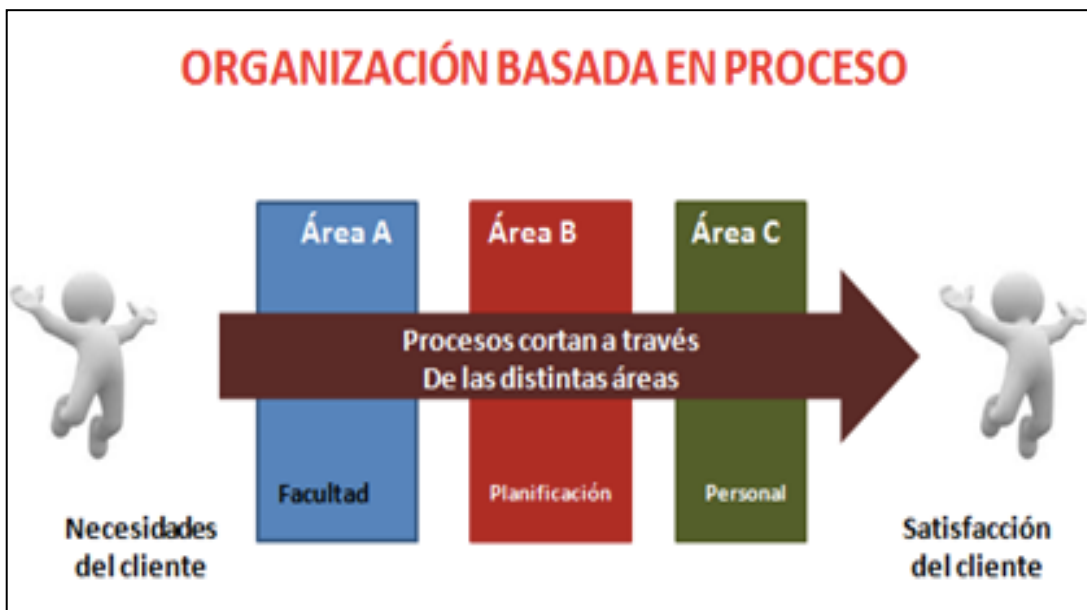 ORGANIZACIÓN BASADA EN PROCESO
Área A
Área B
Área C
Procesos cortan a través
De las distintas áreas
Facultad
Planificación
Personal
Necesidades
del cliente
Satisfacción
del cliente